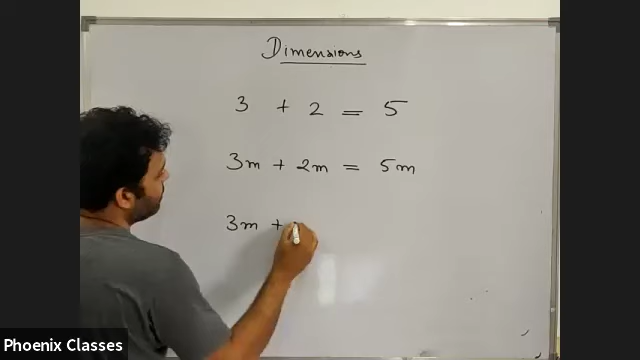 Dimensions
3 + 2 = 5
3m + 2m = 5m
3m +
Phoenix Classes